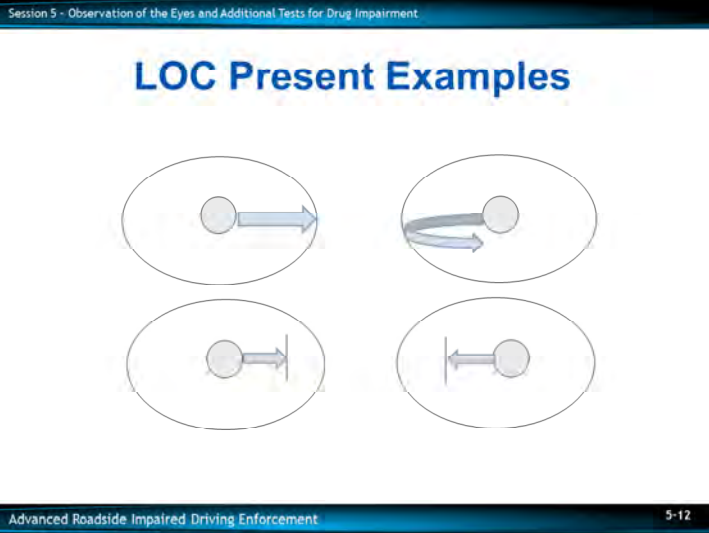 Session 5 - Observation of the Eyes and Additional Tests for Drug Impairment
LOC Present Examples
Advanced Roadside Impaired Driving Enforcement
5-12